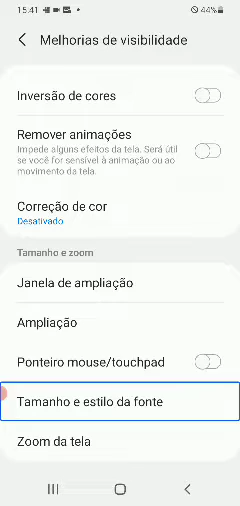 15.41
44%
Melhorias de visibilidade
Inversão de cores
Remover animações
Impede alguns efeitos da tela. Será útil
se você for sensível à animação ou ao
movimento da tela.
Correção de cor
Desativado
Tamanho e zoom
Janela de ampliação
Ampliação
Ponteiro mouse/touchpad
Tamanho e estilo da fonte
Zoom da tela